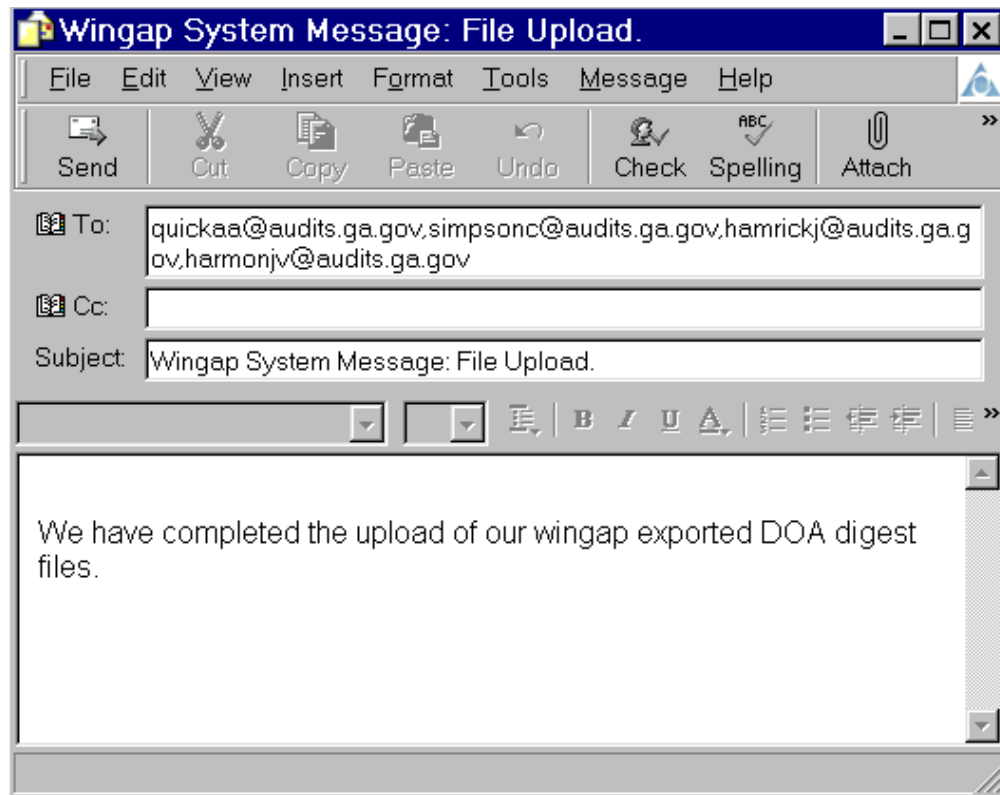 Wingap System Message: File Upload.
File Edit View Insert Format Tools Message Help
ABC
Send Cut Copy Paste Undo Check Spelling Attach
To: quickaa@audits.ga.gov,simpsonc@audits.ga.gov,hamrickj@audits.ga.g
ov,harmonjv@audits.ga.gov
Cc:
Subject: Wingap System Message: File Upload.
B I U A
We have completed the upload of our wingap exported DOA digest
files.